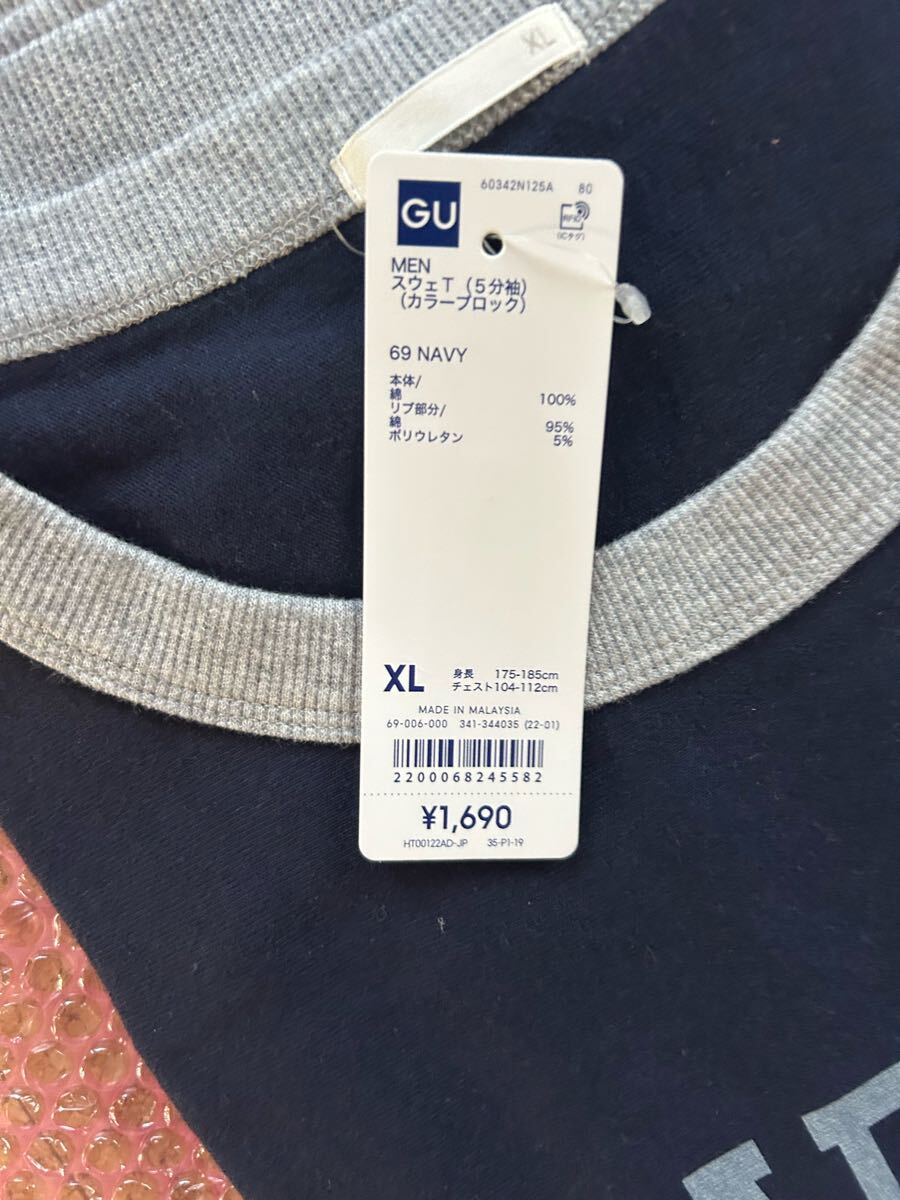 XL
60342N125A 80
GU
RFID
(ICタグ)
MEN
スウェT(5分袖)
(カラーブロック)
69 NAVY
本体/
綿 100%
リブ部分/
綿 95%
ポリウレタン 5%
XL 身長 175-185cm
チェスト104-112cm
MADE IN MALAYSIA
69-006-000 341-344035 (22-01)
2200068245582
¥1,690
HT00122AD-JP 35-P1-19